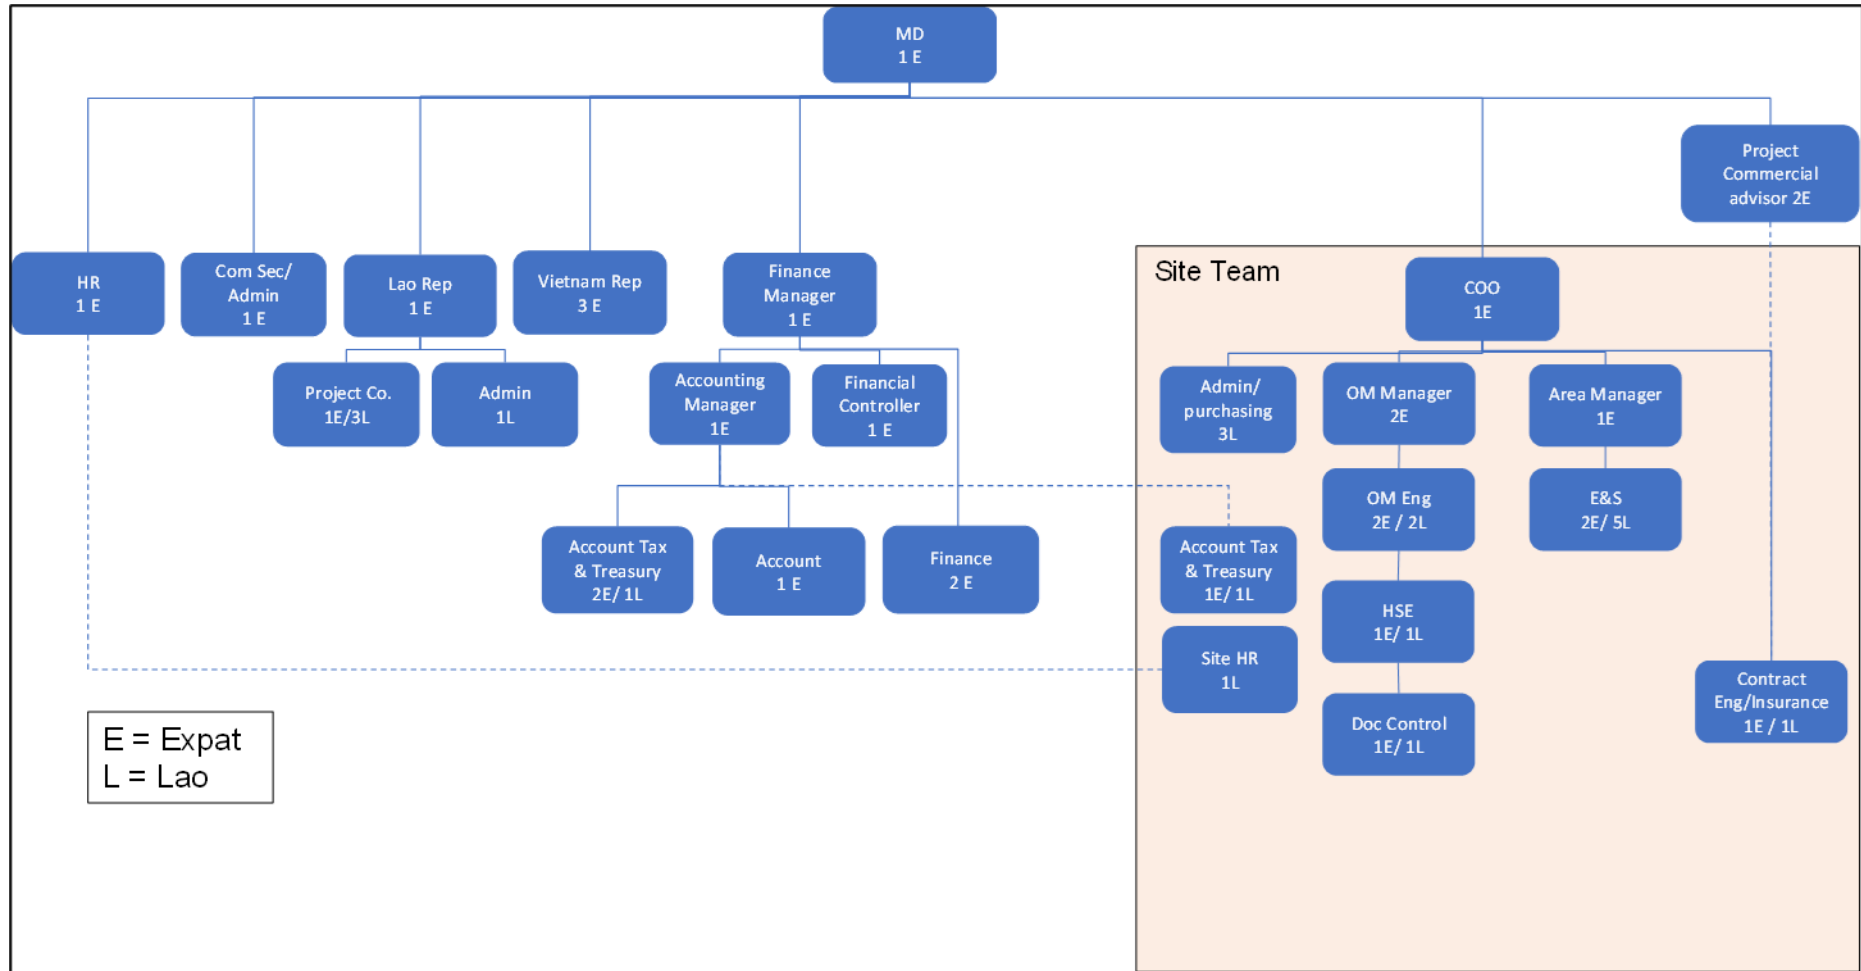 MD
1 E
Project
Commercial
advisor 2E
HR
1 E
Com Sec/
Admin
1 E
Lao Rep
1 E
Vietnam Rep
3 E
Finance
Manager
1 E
Site Team
COO
1E
Project Co.
1E/3L
Admin
1L
Accounting
Manager
1E
Financial
Controller
1 E
Admin/
purchasing
3L
OM Manager
2E
Area Manager
1E
Account Tax
& Treasury
2E/ 1L
Account
1 E
Finance
2 E
Account Tax
& Treasury
1E/ 1L
OM Eng
2E / 2L
E&S
2E/ 5L
HSE
1E/ 1L
Site HR
1L
Doc Control
1E/ 1L
Contract
Eng/Insurance
1E / 1L
E = Expat
L = Lao